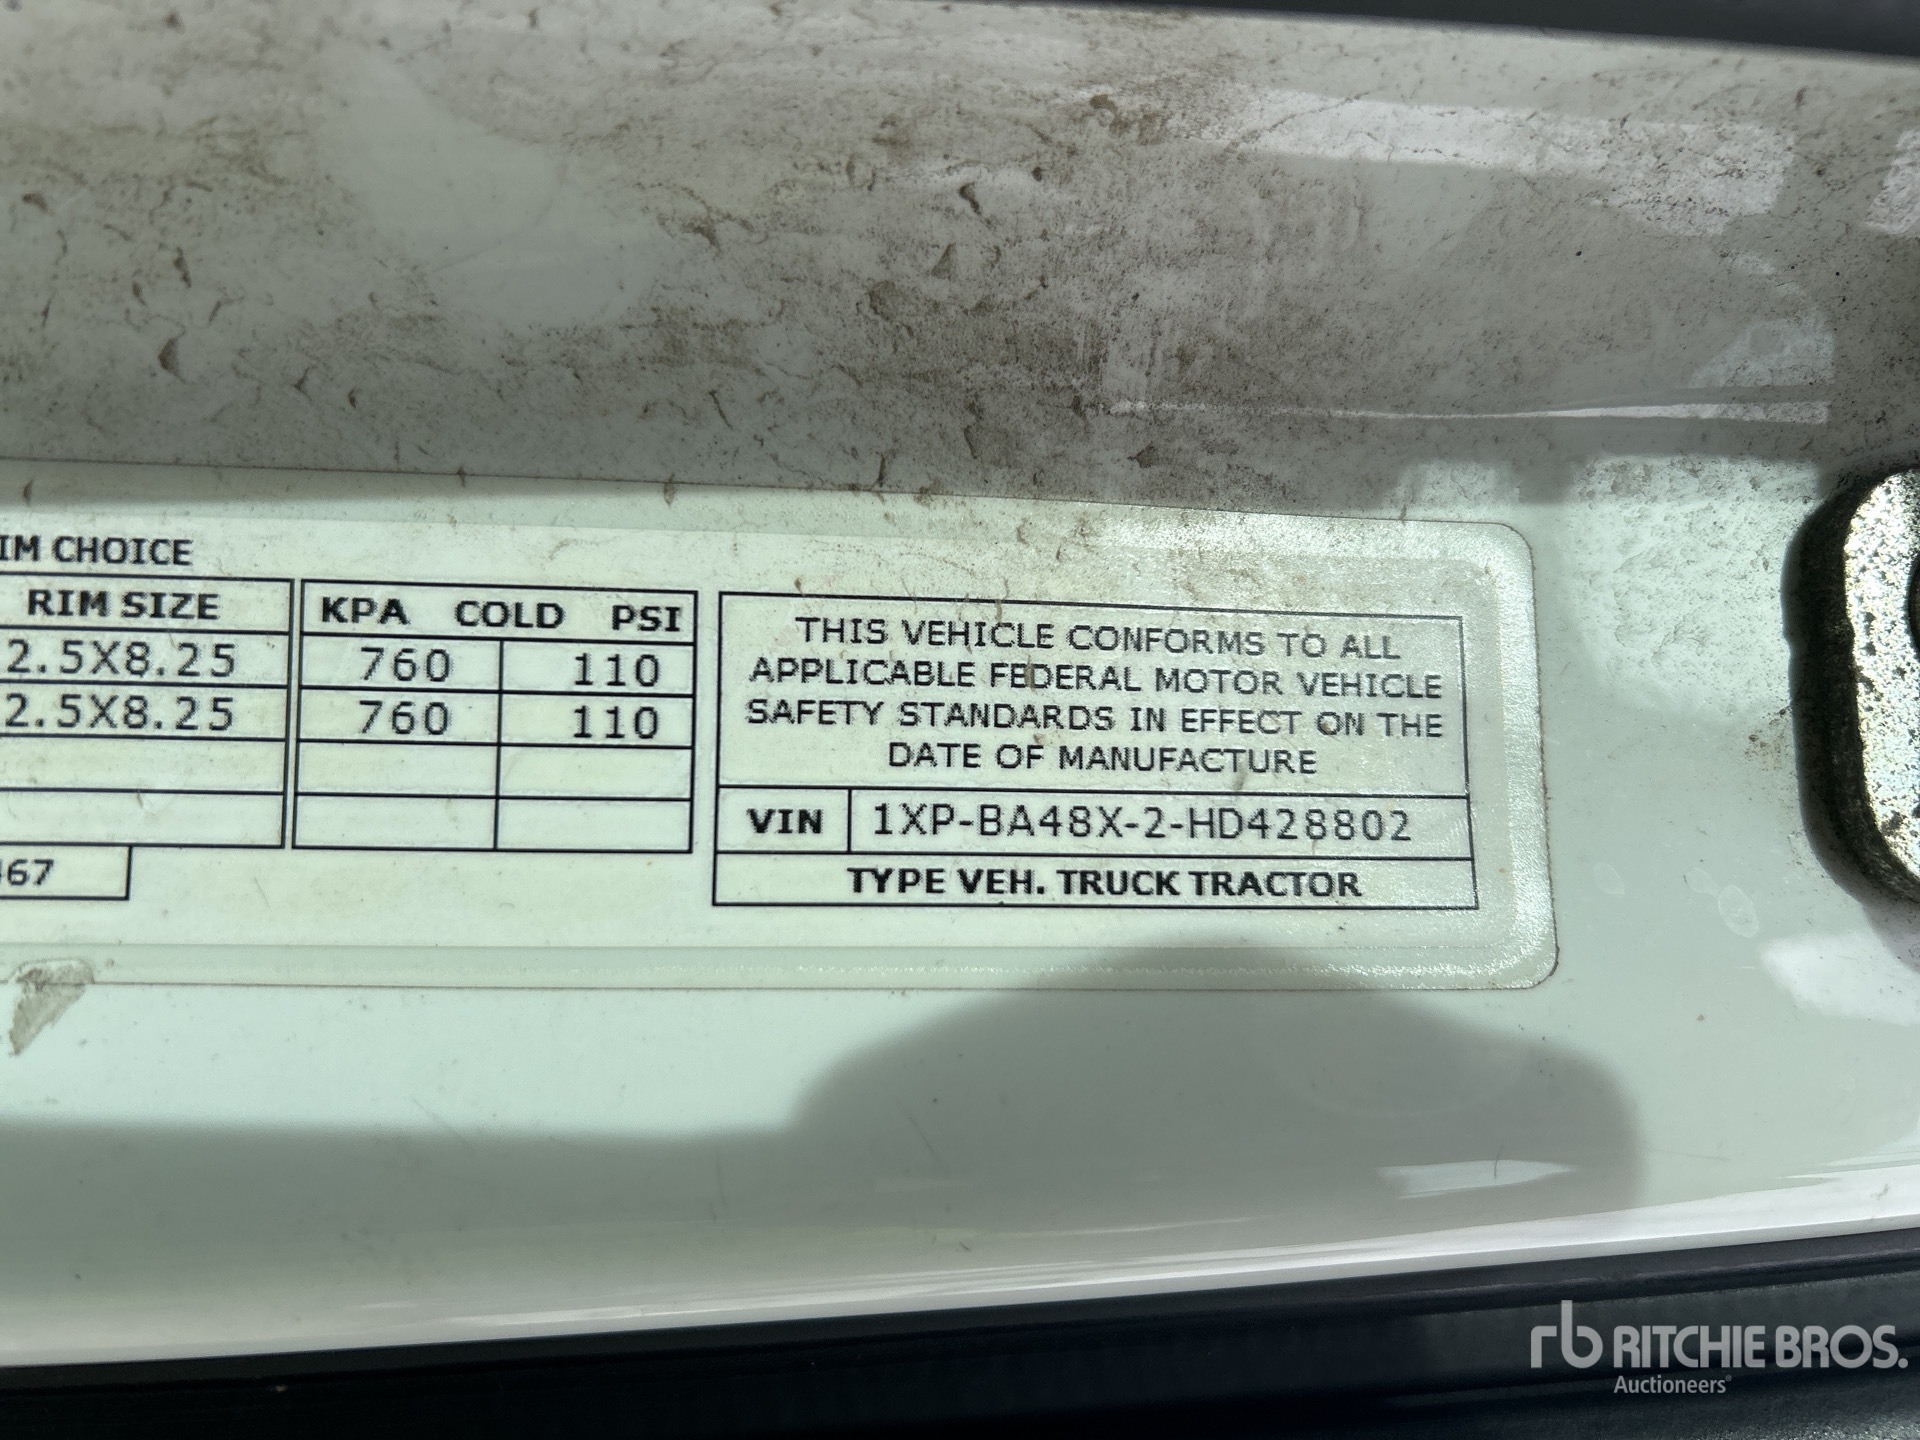 IM CHOICE
RIM SIZE
KPA COLD PSI
2.5X8.25
760 110
2.5X8.25
760 110
467
THIS VEHICLE CONFORMS TO ALL
APPLICABLE FEDERAL MOTOR VEHICLE
SAFETY STANDARDS IN EFFECT ON THE
DATE OF MANUFACTURE
VIN 1XP-BA48X-2-HD428802
TYPE VEH. TRUCK TRACTOR
rb RITCHIE BROS.
Auctioneers